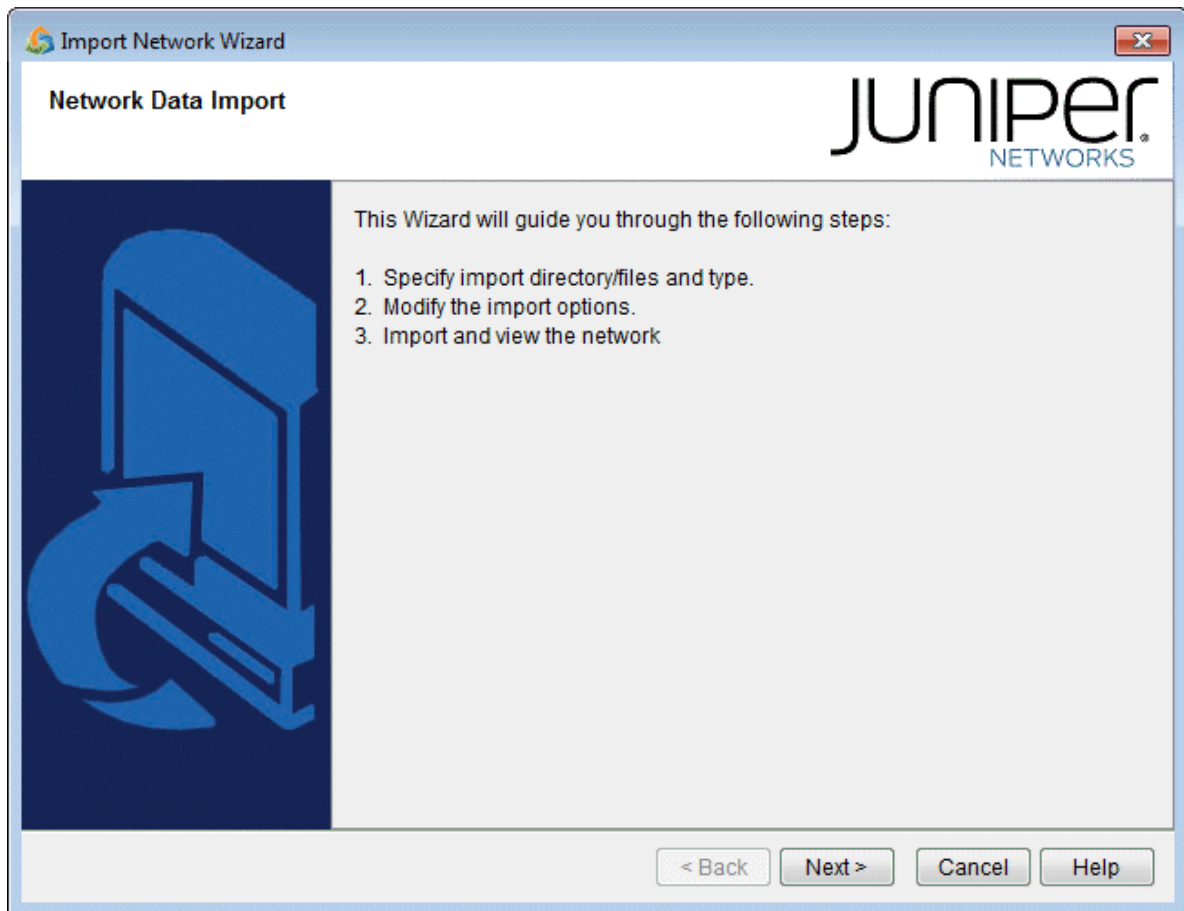 Import Network Wizard
Network Data Import
JUNIPER
NETWORKS
This Wizard will guide you through the following steps:
1. Specify import directory/files and type.
2. Modify the import options.
3. Import and view the network
< Back
Next >
Cancel
Help